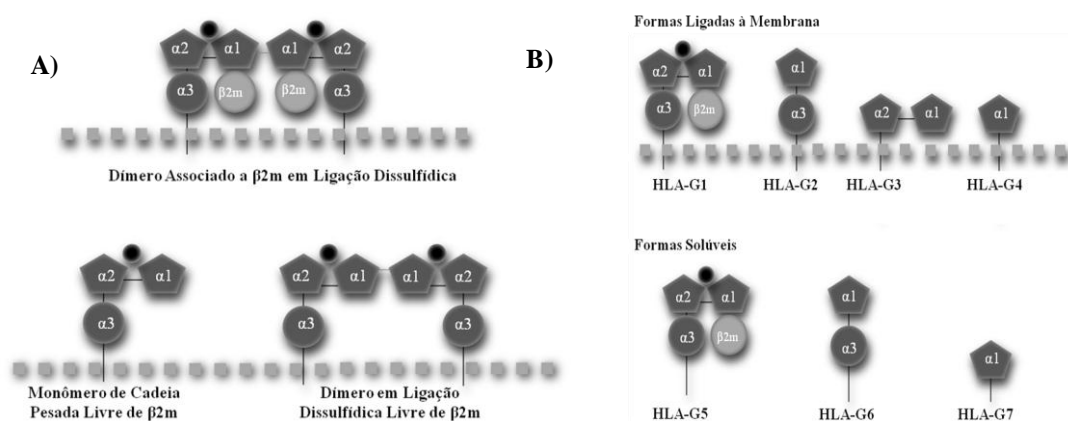 A)
α2 α1 α1 α2
α3 β2m β2m α3
Dímero Associado a β2m em Ligação Dissulfídica
α2 α1
α3
Monômero de Cadeia
Pesada Livre de β2m
α2 α1 α1 α2
α3 α3
Dímero em Ligação
Dissulfídica Livre de β2m
B)
Formas Ligadas à Membrana
α2 α1
α3 β2m
HLA-G1
α1
α3
HLA-G2
α2 α1
HLA-G3
α1
HLA-G4
Formas Solúveis
α2 α1
α3 β2m
HLA-G5
α1
α3
HLA-G6
α1
HLA-G7